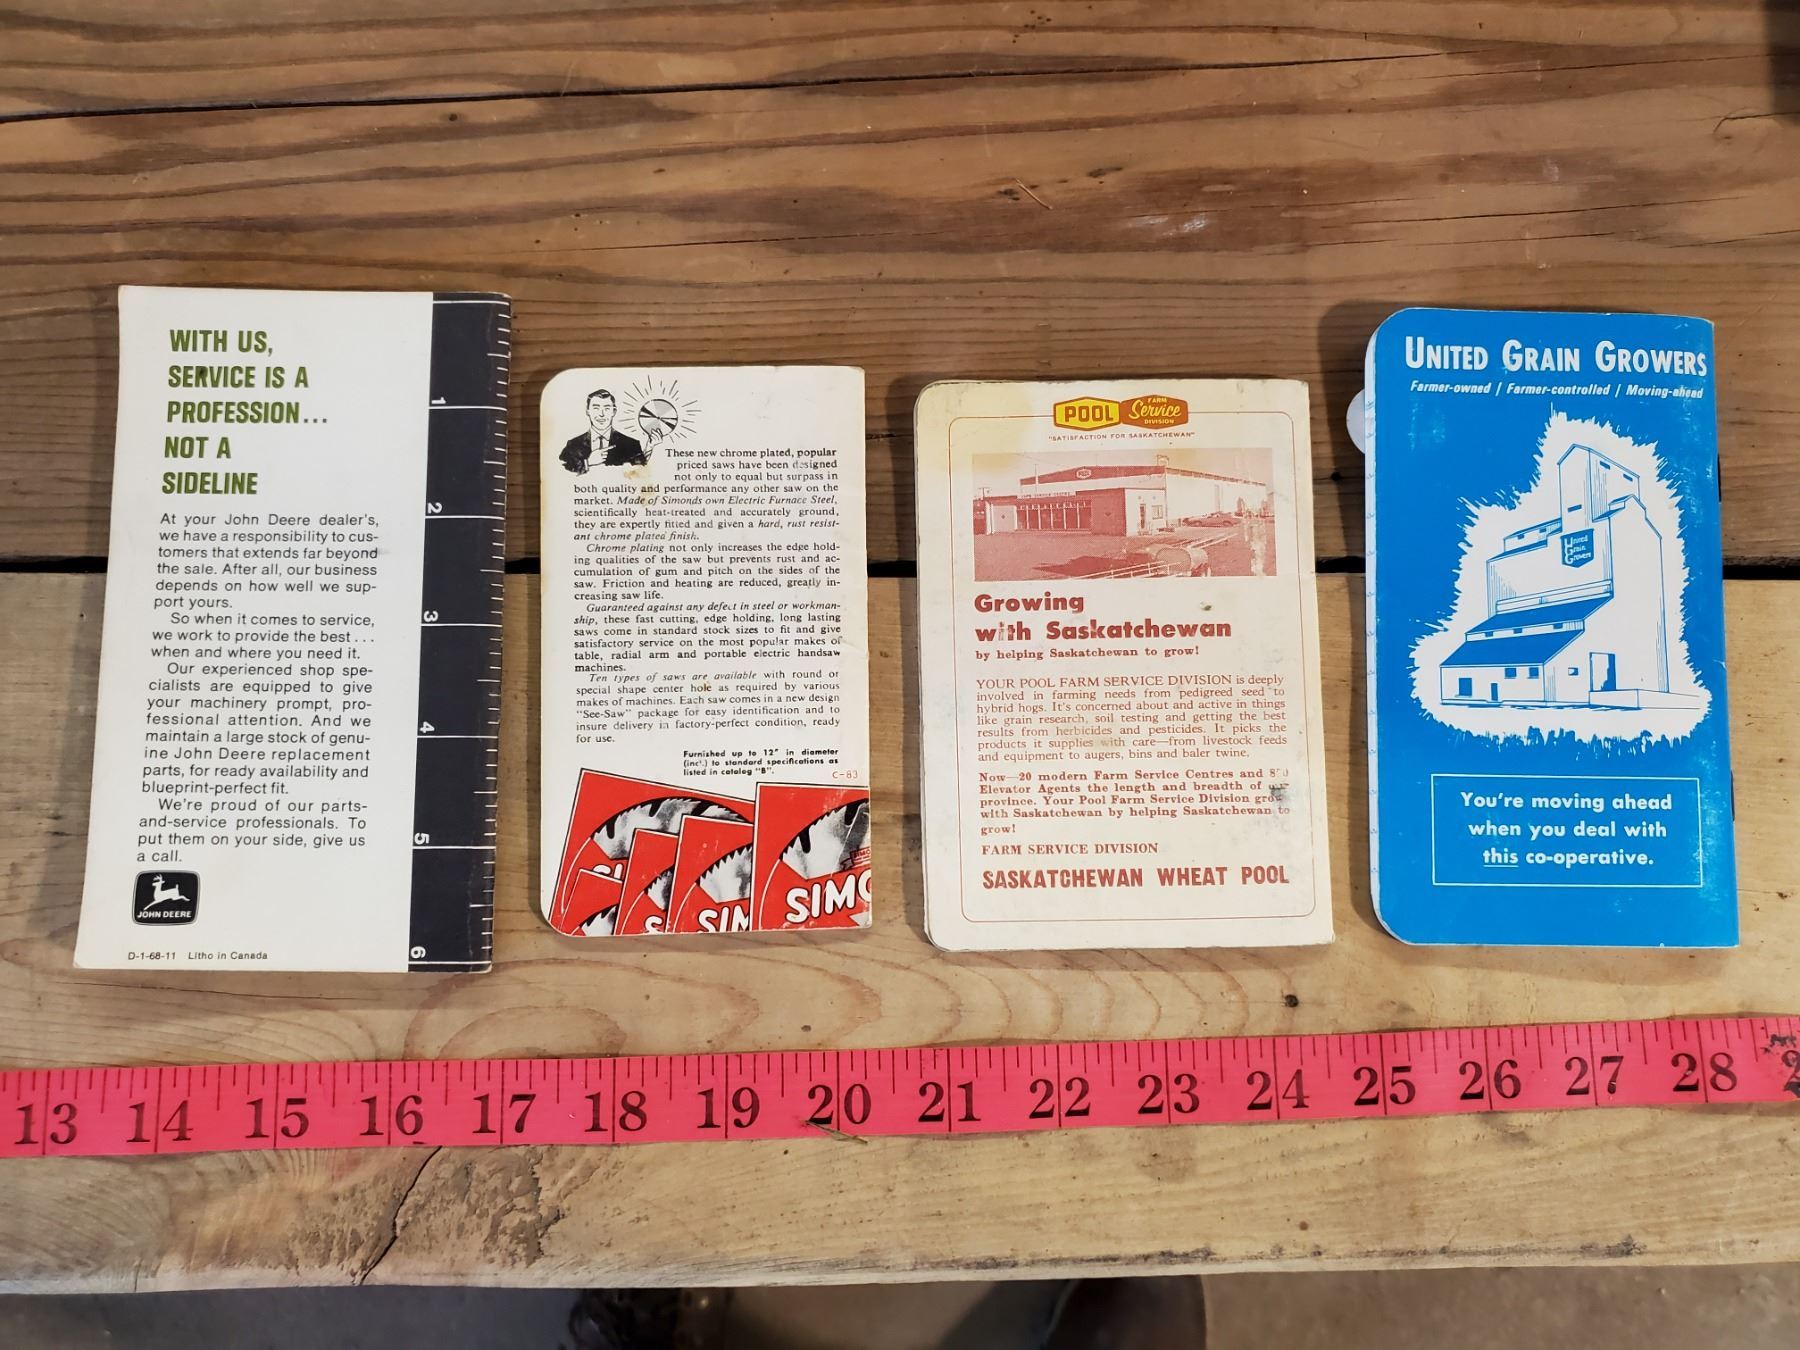 WITH US,
SERVICE IS A
PROFESSION...
NOT A
SIDELINE
At your John Deere dealer's,
we have a responsibility to cus-
tomers that extends far beyond
the sale. After all, our business
depends on how well we sup-
port yours.
So when it comes to service,
we work to provide the best ...
when and where you need it.
Our experienced shop spe-
cialists are equipped to give
your machinery prompt, pro-
fessional attention. And we
maintain a large stock of genu-
ine John Deere replacement
parts, for ready availability and
blueprint-perfect fit.
We're proud of our parts-
and-service professionals. To
put them on your side, give us
a call.
JOHN DEERE
D-1-68-11 Litho in Canada
1
2
3
4
5
6
These new chrome plated, popular
priced saws have been designed
not only to equal but surpass in
both quality and performance any other saw on the
market. Made of Simonds own Electric Furnace Steel,
scientifically heat-treated and accurately ground,
they are expertly fitted and given a hard, rust resist-
ant chrome plated finish.
Chrome plating not only increases the edge hold-
ing qualities of the saw but prevents rust and ac-
cumulation of gum and pitch on the sides of the
saw. Friction and heating are reduced, greatly in-
creasing saw life.
Guaranteed against any defect in steel or workman-
ship, these fast cutting, edge holding, long lasting
saws come in standard stock sizes to fit and give
satisfactory service on the most popular makes of
table, radial arm and portable electric handsaw
machines.
Ten types of saws are available with round or
special shape center hole as required by various
makes of machines. Each saw comes in a new design
"See-Saw" package for easy identification and to
insure delivery in factory-perfect condition, ready
for use.
Furnished up to 12" in diameter
(incl.) to standard specifications as
listed in catalog "B".
C-83
SI
S
SIM
SIMO
POOL FARM Service DIVISION
"SATISFACTION FOR SASKATCHEWAN"
POOL
Growing
with Saskatchewan
by helping Saskatchewan to grow!
YOUR POOL FARM SERVICE DIVISION is deeply
involved in farming needs from pedigreed seed to
hybrid hogs. It's concerned about and active in things
like grain research, soil testing and getting the best
results from herbicides and pesticides. It picks the
products it supplies with care—from livestock feeds
and equipment to augers, bins and baler twine.
Now—20 modern Farm Service Centres and
Elevator Agents the length and breadth of our
province. Your Pool Farm Service Division grows
with Saskatchewan by helping Saskatchewan to
grow!
FARM SERVICE DIVISION
SASKATCHEWAN WHEAT POOL
UNITED GRAIN GROWERS
Farmer-owned / Farmer-controlled / Moving-ahead
United
Grain
Growers
You're moving ahead
when you deal with
this co-operative.
13 14 15 16 17 18 19 20 21 22 23 24 25 26 27 28